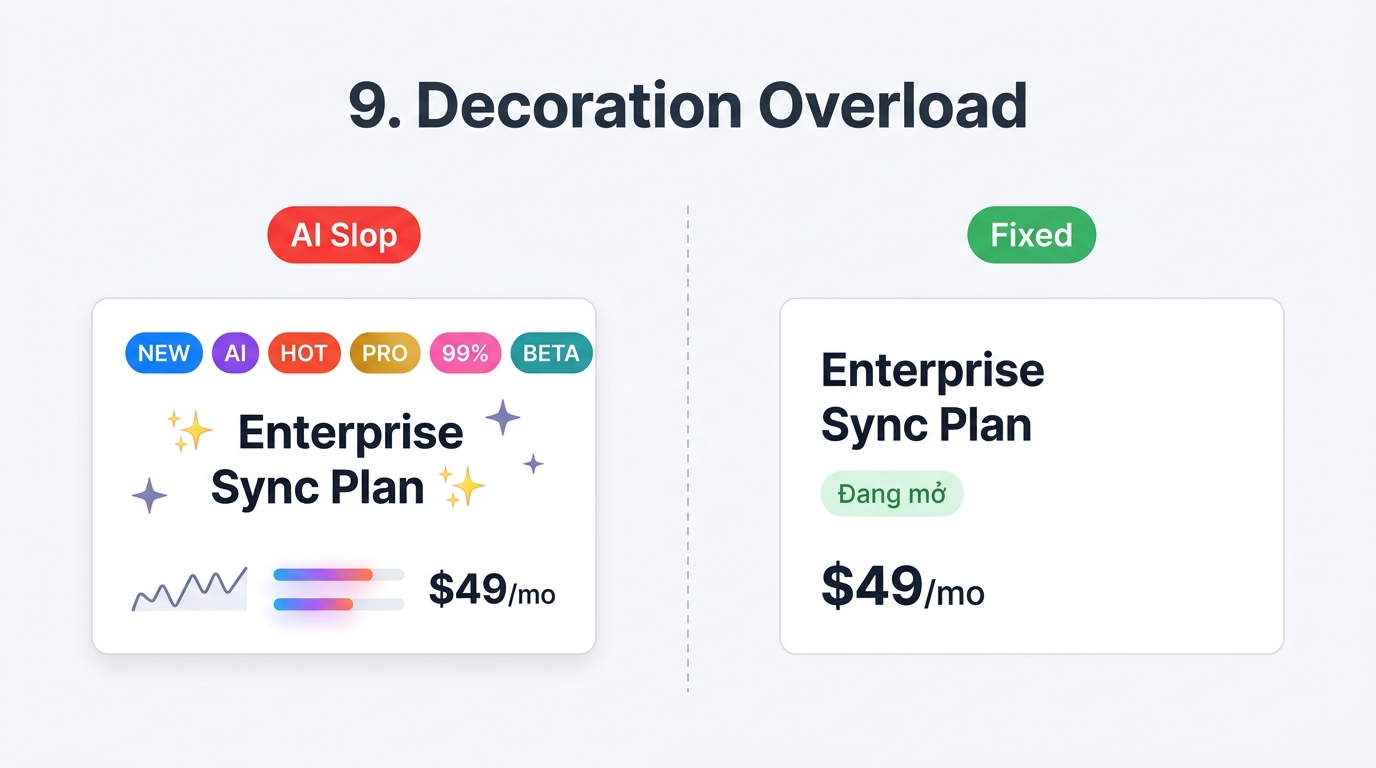 9. Decoration Overload
AI Slop
NEW AI HOT PRO 99% BETA
Enterprise
Sync Plan
$49/mo
Fixed
Enterprise
Sync Plan
Đang mở
$49/mo